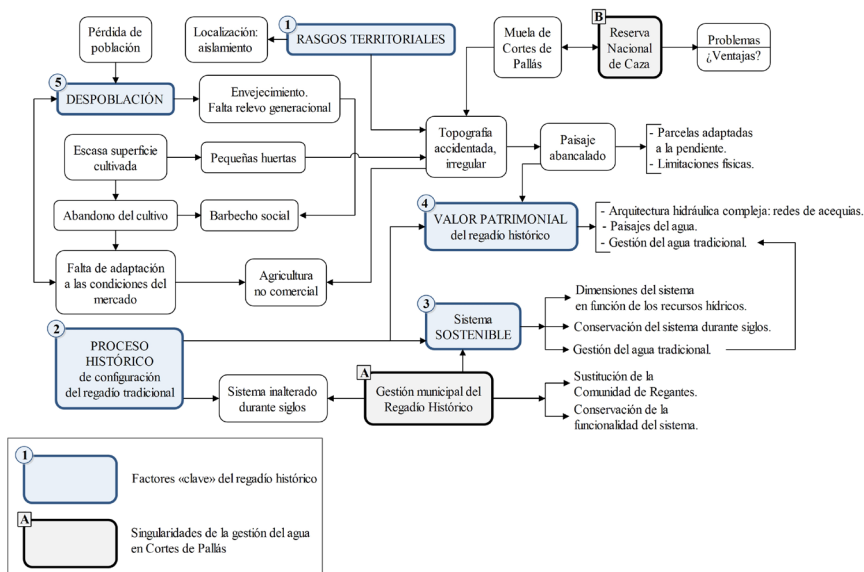 Pérdida de
población
Localización:
aislamiento
1
RASGOS TERRITORIALES
Muela de
Cortes de
Pallás
B
Reserva
Nacional
de Caza
Problemas
¿Ventajas?
5
DESPOBLACIÓN
Envejecimiento.
Falta relevo generacional
Escasa superficie
cultivada
Pequeñas huertas
Topografía
accidentada,
irregular
Paisaje
abancalado
- Parcelas adaptadas
a la pendiente.
- Limitaciones físicas.
Abandono del cultivo
Barbecho social
4
VALOR PATRIMONIAL
del regadío histórico
- Arquitectura hidráulica compleja: redes de acequias.
- Paisajes del agua.
- Gestión del agua tradicional.
Falta de adaptación
a las condiciones del
mercado
Agricultura
no comercial
3
Sistema
SOSTENIBLE
Dimensiones del sistema
en función de los recursos hídricos.
Conservación del sistema durante siglos.
Gestión del agua tradicional.
2
PROCESO
HISTÓRICO
de configuración
del regadío tradicional
Sistema inalterado
durante siglos
A
Gestión municipal del
Regadío Histórico
Sustitución de la
Comunidad de Regantes.
Conservación de la
funcionalidad del sistema.
1
Factores «clave» del regadío histórico
A
Singularidades de la gestión del agua
en Cortes de Pallás